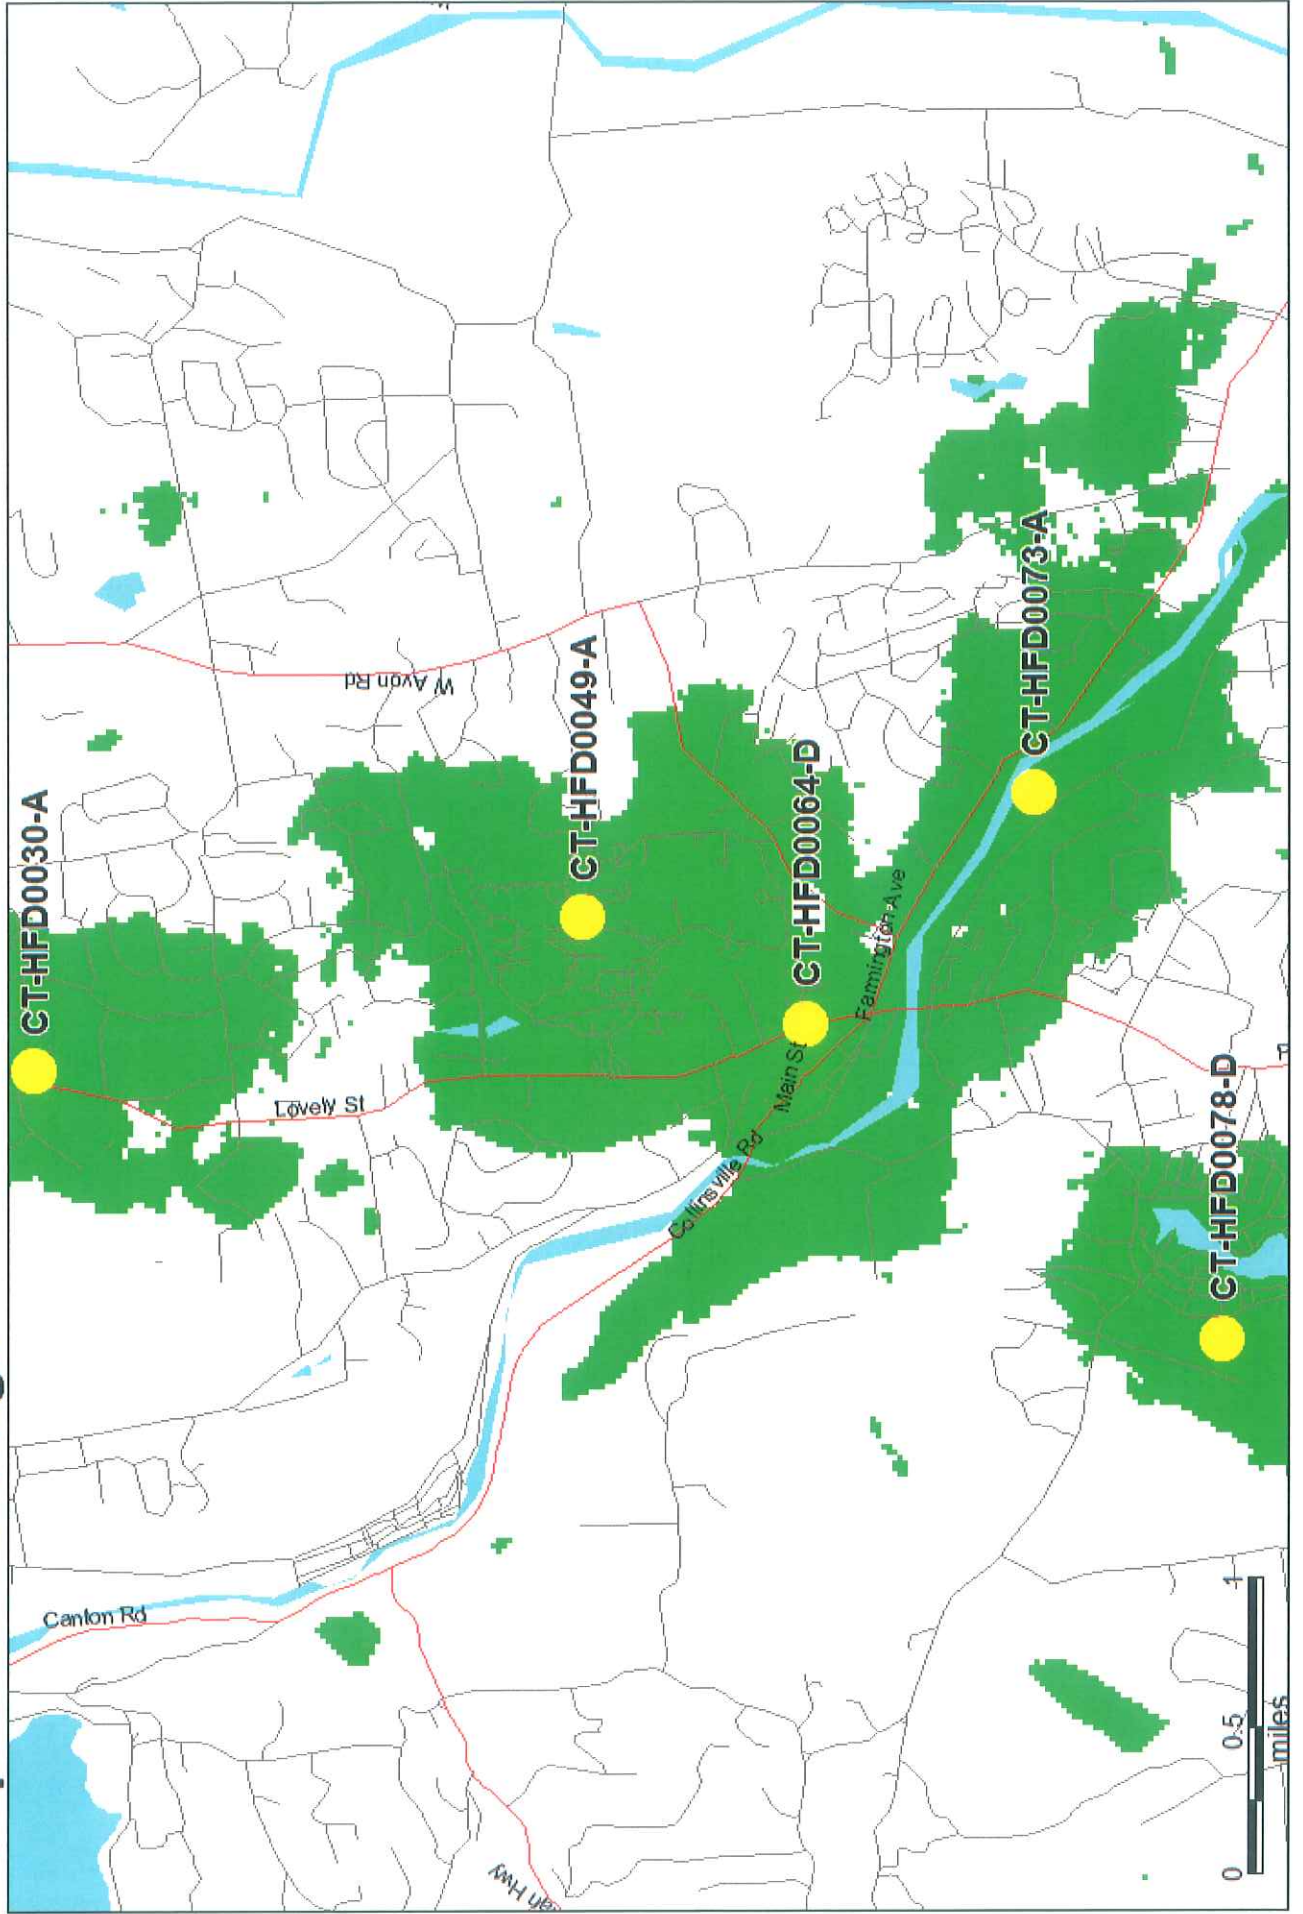 CT-HFD0030-A
W Avon Rd
CT-HFD0049-A
Lovely St
CT-HFD0064-D
CT-HFD0073-A
Farmington Ave
Main St
Collinsville Rd
Canton Rd
CT-HFD0078-D
Hwy
0 0.5 1
miles